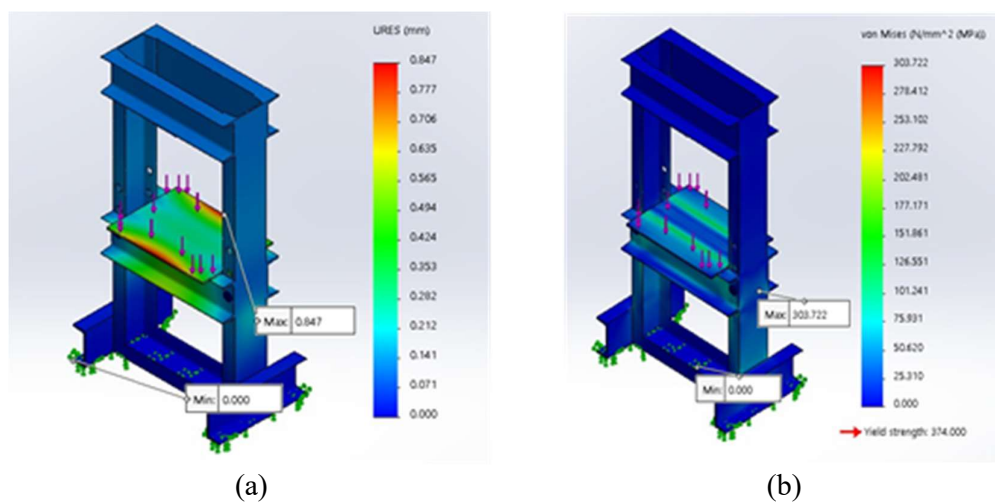 URES (mm)
0.847
0.777
0.706
0.635
0.565
0.494
0.424
0.353
0.282
0.212
0.141
0.071
0.000
Max: 0.847
Min: 0.000
(a)
von Mises (N/mm^2 (MPa))
303.722
278.412
253.102
227.792
202.481
177.171
151.861
126.551
101.241
75.931
50.620
25.310
0.000
Yield strength: 374.000
Max: 303.722
Min: 0.000
(b)